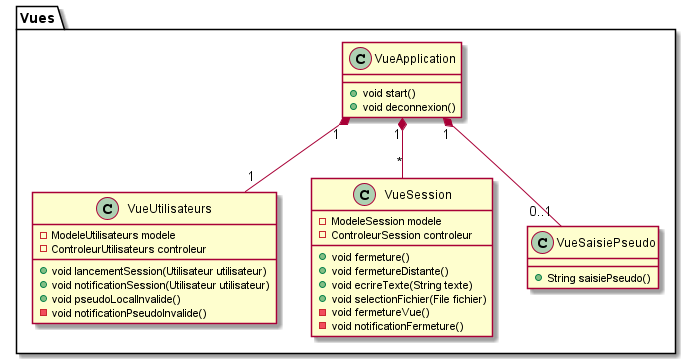 Vues
C VueApplication
void start()
void deconnexion()
1 1 1
1 * 0..1
C VueUtilisateurs
ModeleUtilisateurs modele
ControleurUtilisateurs controleur
void lancementSession(Utilisateur utilisateur)
void notificationSession(Utilisateur utilisateur)
void pseudoLocalInvalide()
void notificationPseudoInvalide()
C VueSession
ModeleSession modele
ControleurSession controleur
void fermeture()
void fermetureDistante()
void ecrireTexte(String texte)
void selectionFichier(File fichier)
void fermetureVue()
void notificationFermeture()
C VueSaisiePseudo
String saisiePseudo()